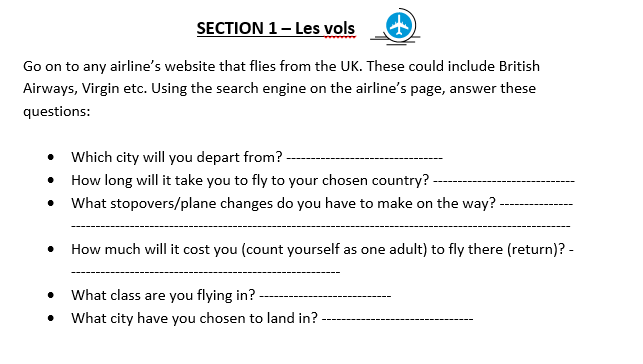 SECTION 1 – Les vols
Go on to any airline's website that flies from the UK. These could include British
Airways, Virgin etc. Using the search engine on the airline's page, answer these
questions:
• Which city will you depart from? --------------------------------
• How long will it take you to fly to your chosen country? -----------------------------
• What stopovers/plane changes do you have to make on the way? ---------------
-------------------------------------------------------------------------------------------------------
• How much will it cost you (count yourself as one adult) to fly there (return)? -
-------------------------------------------------------
• What class are you flying in? ---------------------------
• What city have you chosen to land in? -------------------------------